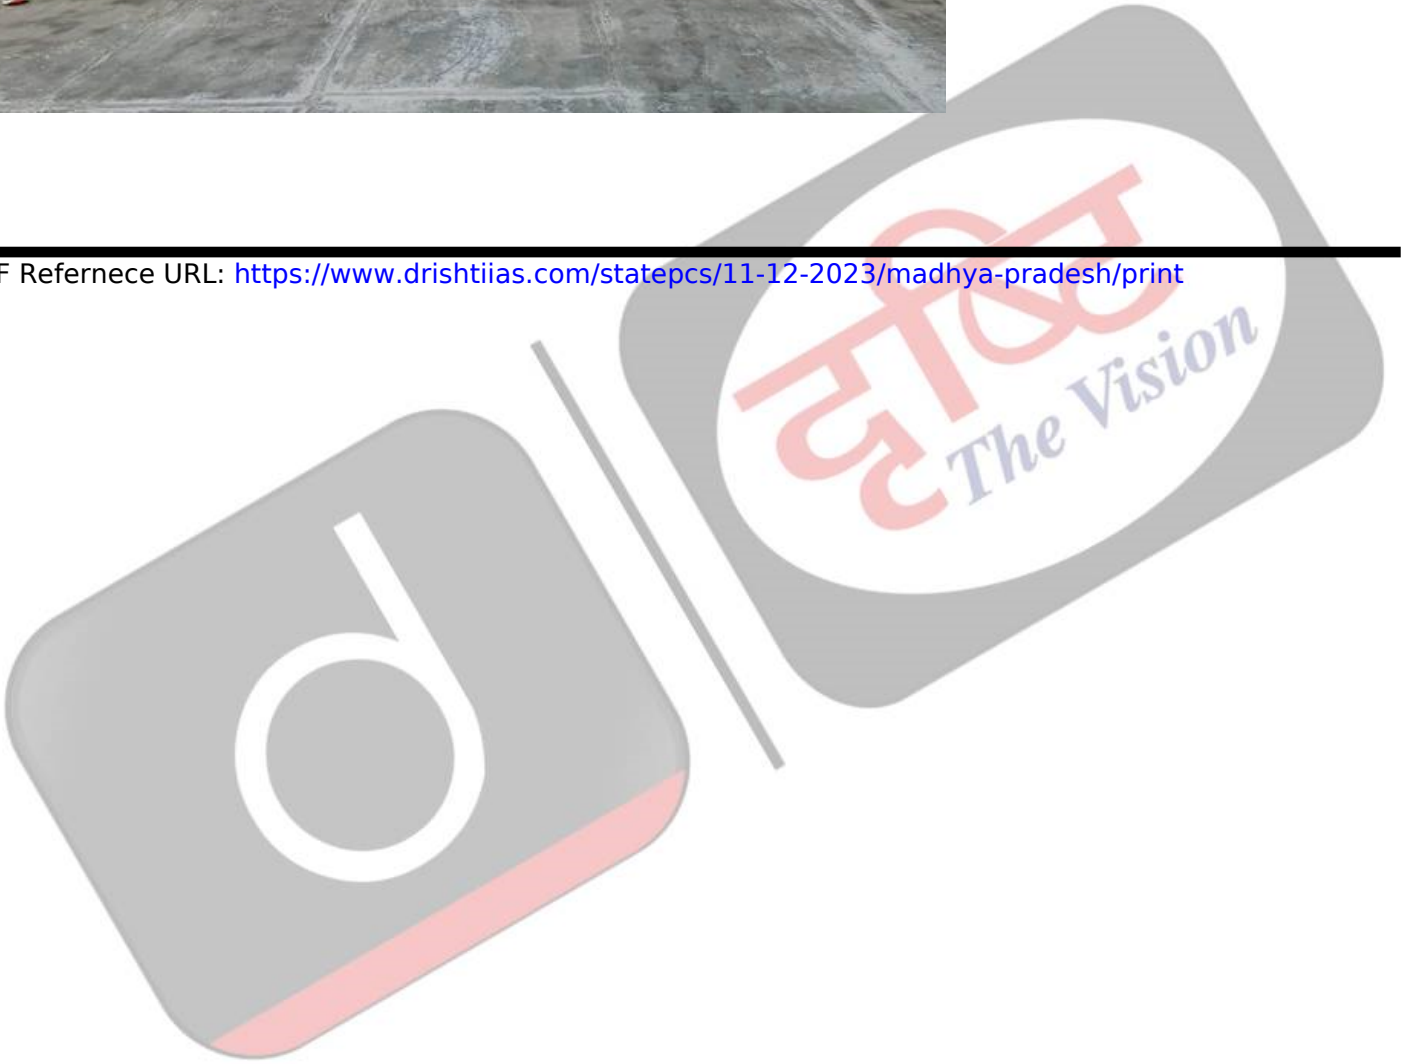 F Refernece URL: https://www.drishtiias.com/statepcs/11-12-2023/madhya-pradesh/print
दृष्टि
The Vision
d